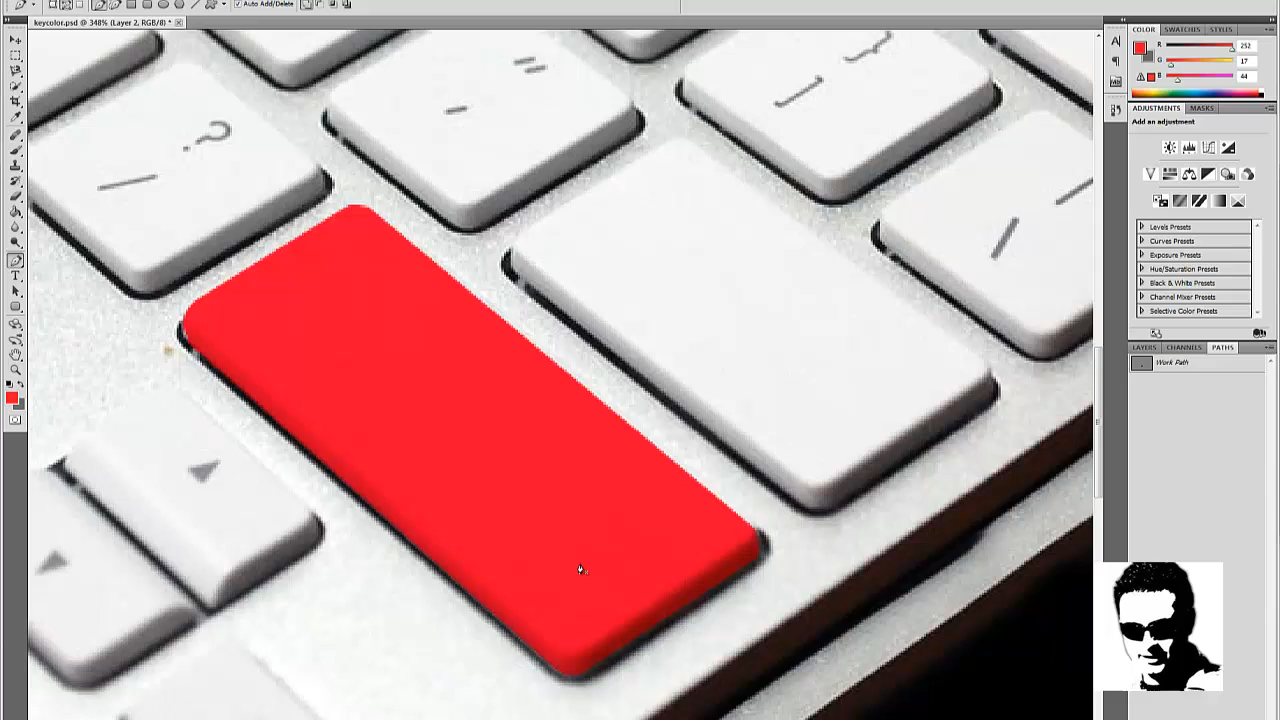 Auto Add/Delete
keycolor.psd @ 348% (Layer 2, RGB/8) *
COLOR SWATCHES STYLES
R 252
G 17
B 44
ADJUSTMENTS MASKS
Add an adjustment
Levels Presets
Curves Presets
Exposure Presets
Hue/Saturation Presets
Black & White Presets
Channel Mixer Presets
Selective Color Presets
LAYERS CHANNELS PATHS
Work Path
?
/
"
'
}
]